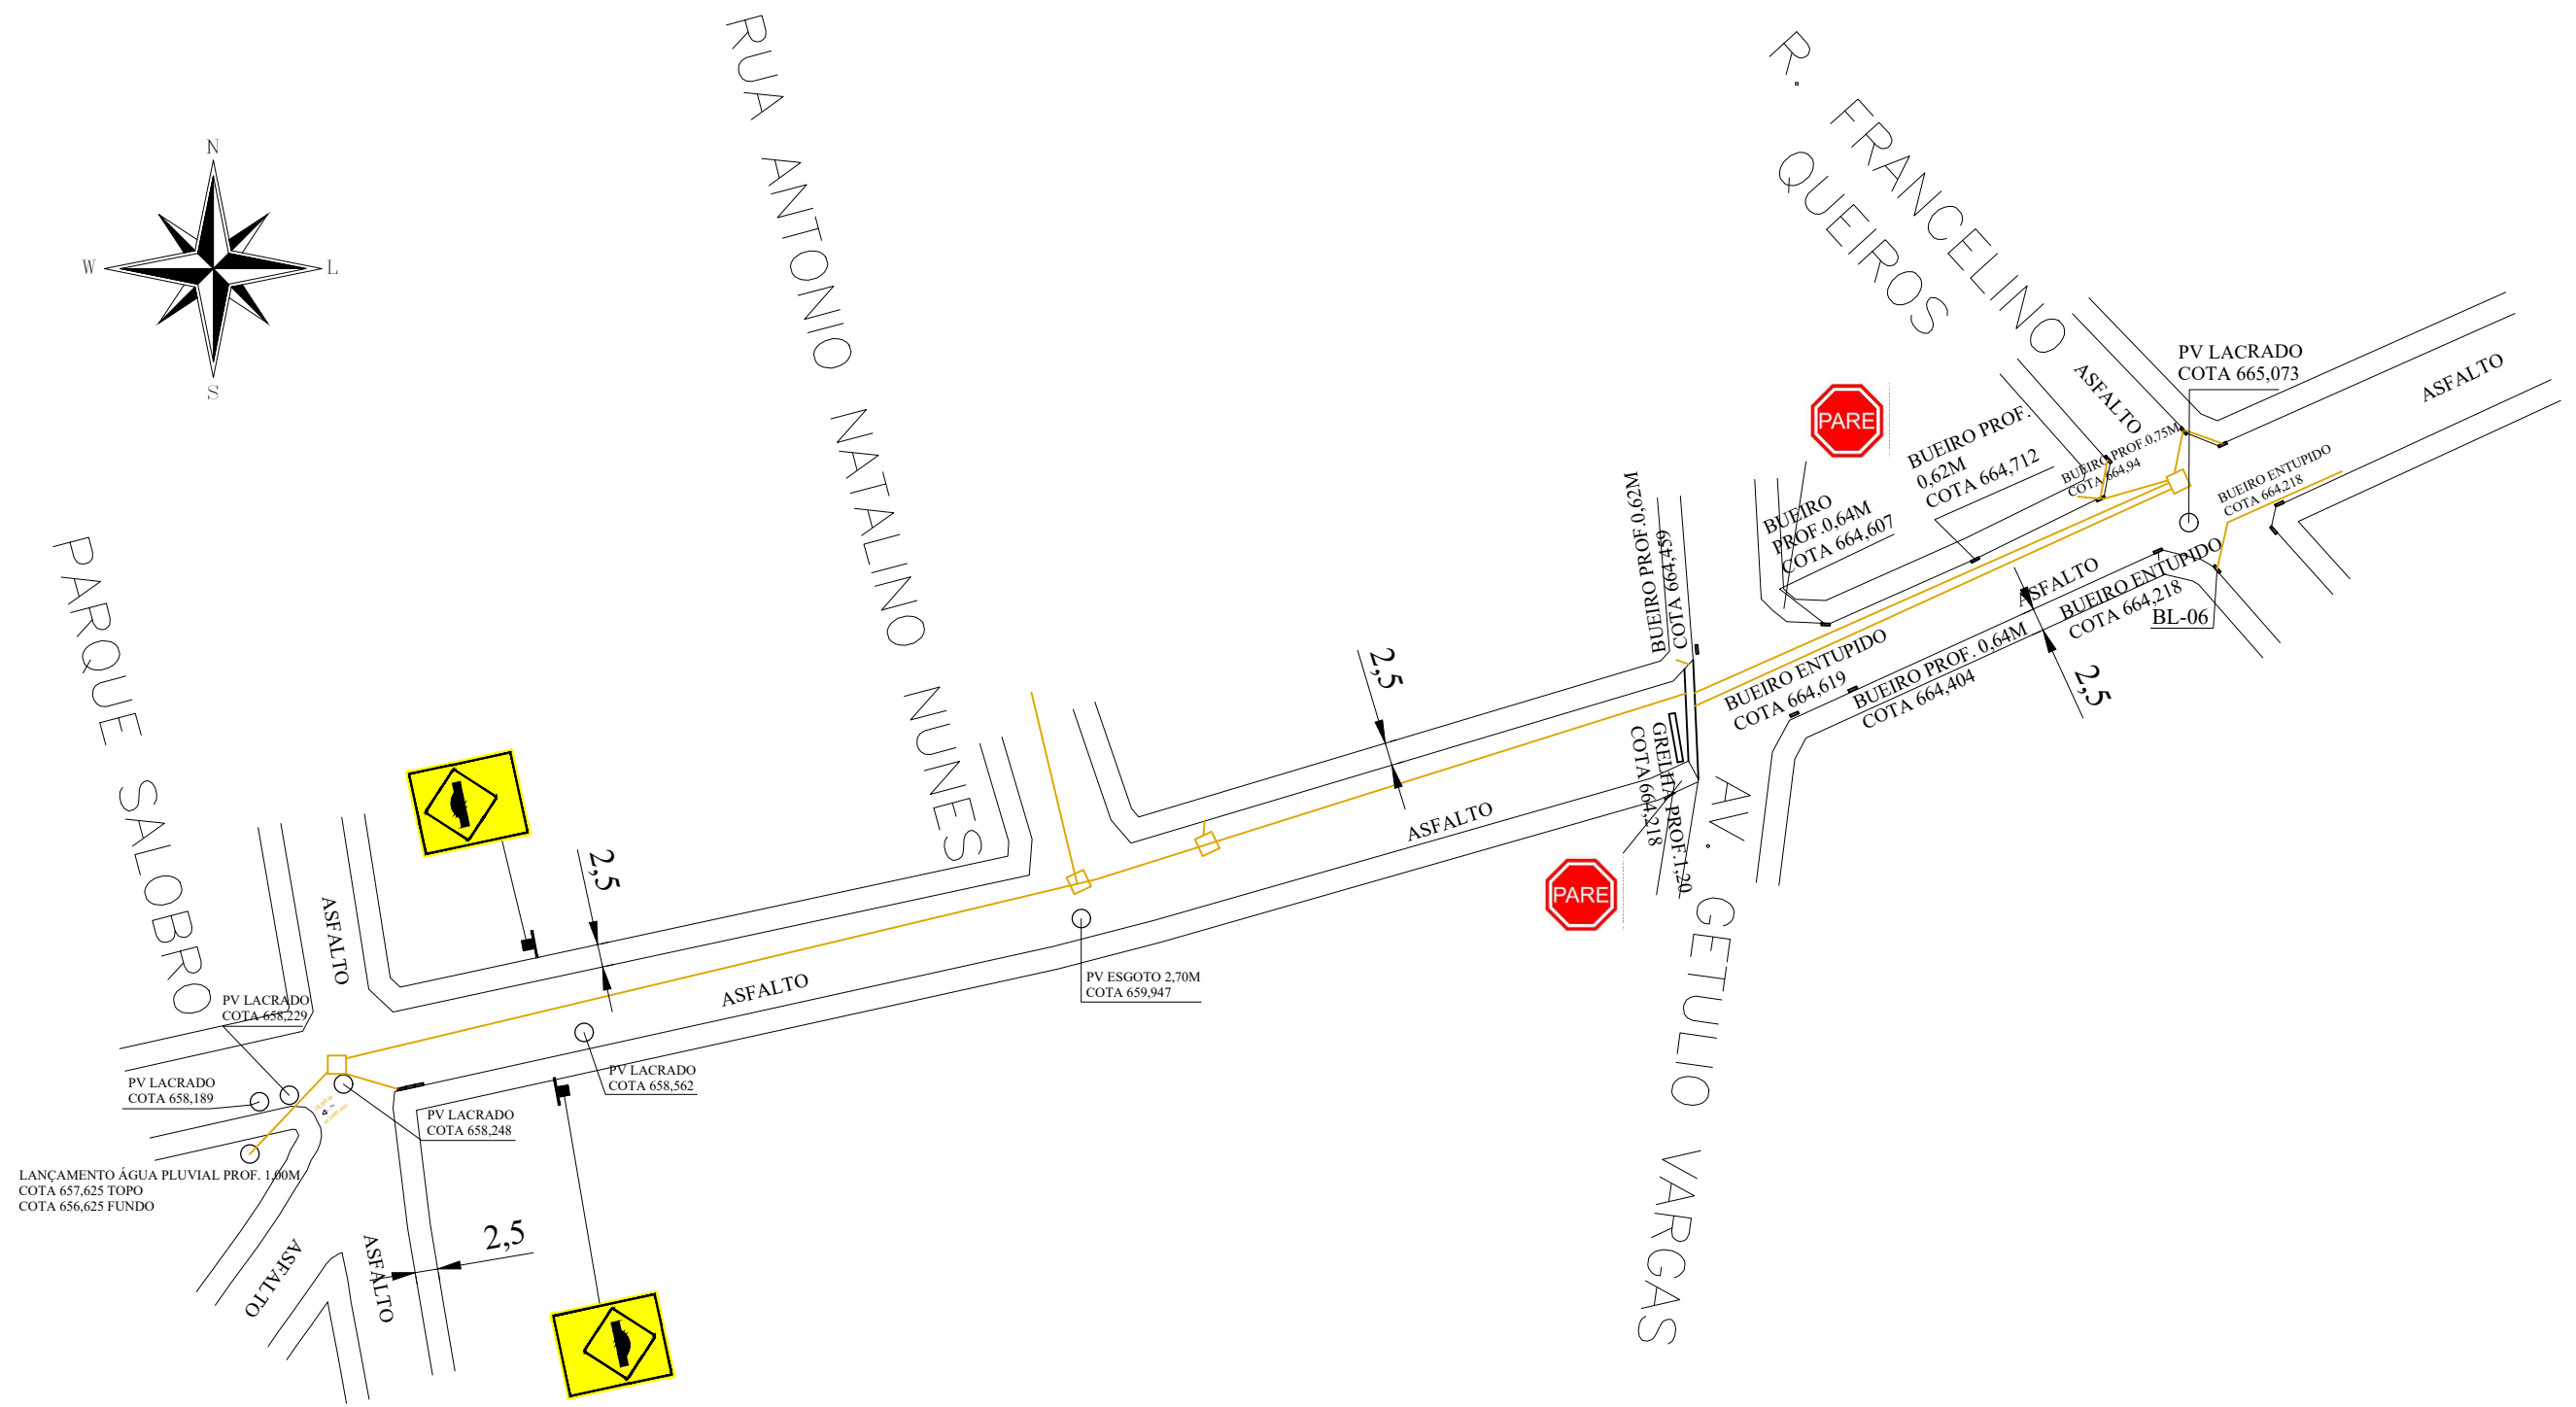 RUA ANTONIO NATALINO NUNES
R. FRANCELINO
QUEIROS
N
W
L
S
PV LACRADO
COTA 665,073
ASFALTO
ASFALTO
PARE
BUEIRO PROF.
0,62M
COTA 664,712
BUEIRO PROF.0,75M
COTA 664,94
BUEIRO ENTUPIDO
COTA 664,218
BUEIRO
PROF.0,64M
COTA 664,607
BUEIRO PROF.0,62M
COTA 664,459
PARQUE SALOBRO
ASFALTO
BUEIRO ENTUPIDO
COTA 664,218
BL-06
2,5
2,5
BUEIRO ENTUPIDO
COTA 664,619
BUEIRO PROF. 0,64M
COTA 664,404
GRELHA PROF.1,20
COTA 664,218
AV. GETULIO VARGAS
ASFALTO
PARE
2,5
ASFALTO
ASFALTO
PV ESGOTO 2,70M
COTA 659,947
PV LACRADO
COTA 658,229
PV LACRADO
COTA 658,189
PV LACRADO
COTA 658,562
PV LACRADO
COTA 658,248
LANÇAMENTO ÁGUA PLUVIAL PROF. 1,00M
COTA 657,625 TOPO
COTA 656,625 FUNDO
2,5
ASFALTO
ASFALTO